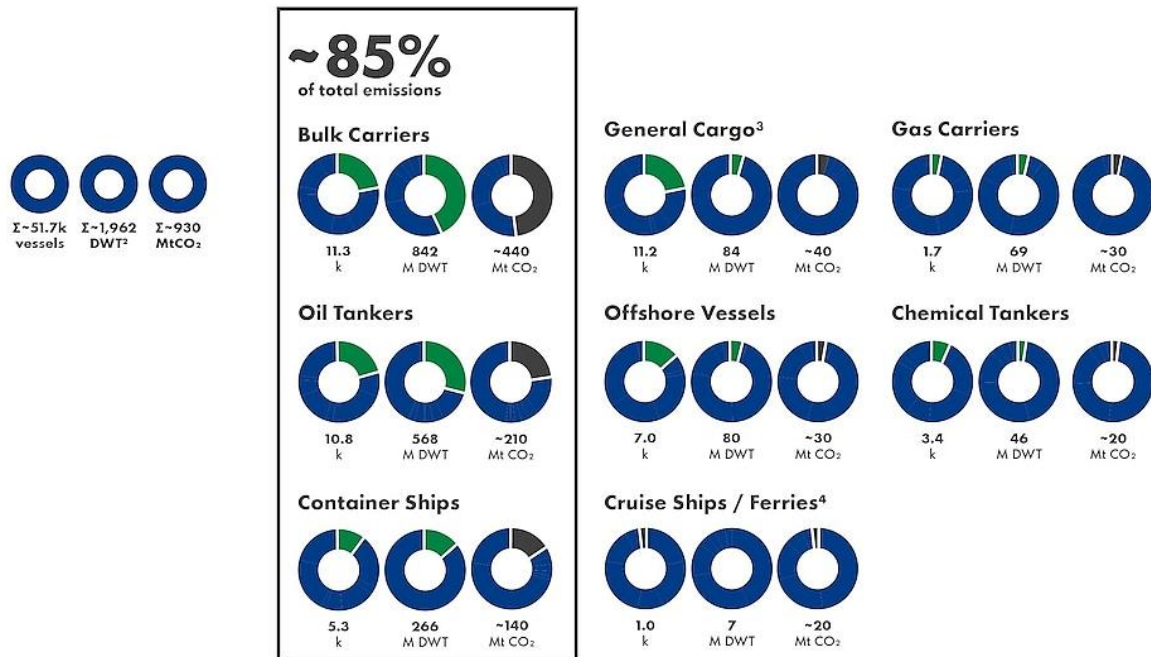 ~85%
of total emissions
Σ~51.7k
vessels
Σ~1,962
DWT²
Σ~930
MtCO₂
Bulk Carriers
11.3
k
842
M DWT
~440
Mt CO₂
General Cargo³
11.2
k
84
M DWT
~40
Mt CO₂
Gas Carriers
1.7
k
69
M DWT
~30
Mt CO₂
Oil Tankers
10.8
k
568
M DWT
~210
Mt CO₂
Offshore Vessels
7.0
k
80
M DWT
~30
Mt CO₂
Chemical Tankers
3.4
k
46
M DWT
~20
Mt CO₂
Container Ships
5.3
k
266
M DWT
~140
Mt CO₂
Cruise Ships / Ferries⁴
1.0
k
7
M DWT
~20
Mt CO₂